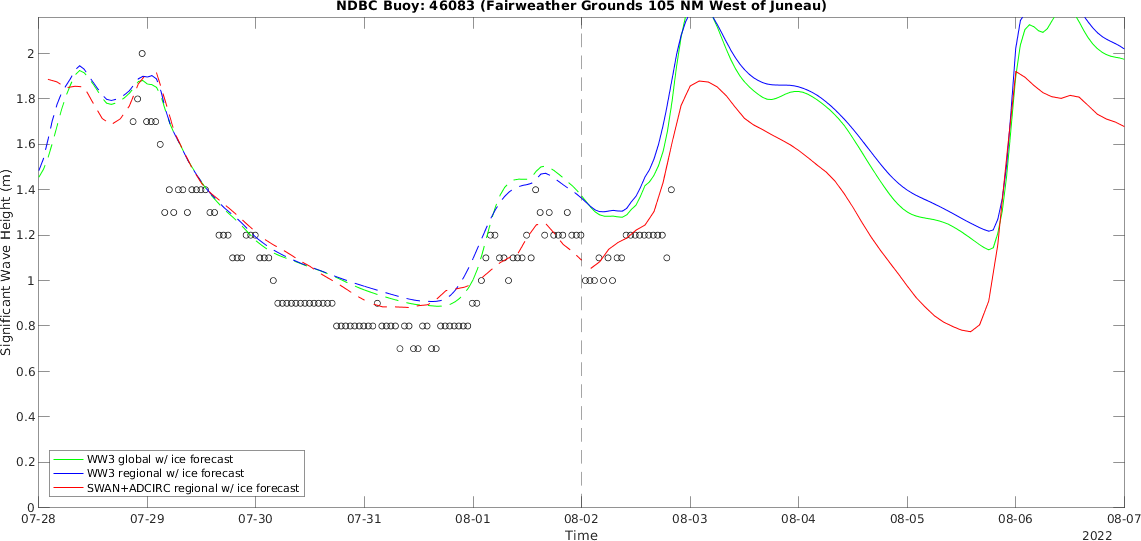 NDBC Buoy: 46083 (Fairweather Grounds 105 NM West of Juneau)
2
1.8
1.6
1.4
1.2
1
0.8
0.6
0.4
0.2
0
Significant Wave Height (m)
WW3 global w/ ice forecast
WW3 regional w/ ice forecast
SWAN+ADCIRC regional w/ ice forecast
07-28 07-29 07-30 07-31 08-01 08-02 08-03 08-04 08-05 08-06 08-07
Time
2022